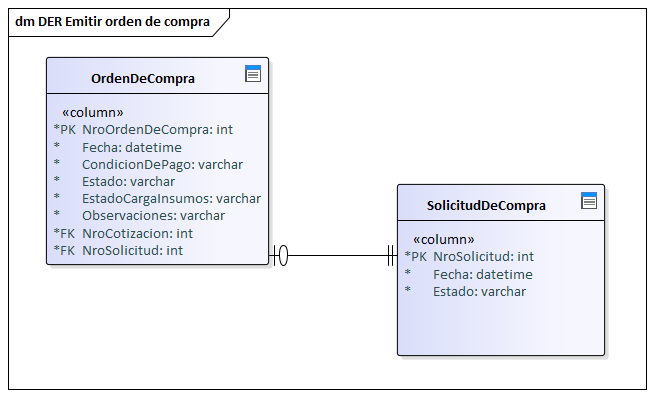 dm DER Emitir orden de compra
OrdenDeCompra
«column»
*PK NroOrdenDeCompra: int
* Fecha: datetime
* CondicionDePago: varchar
* Estado: varchar
* EstadoCargaInsumos: varchar
* Observaciones: varchar
*FK NroCotizacion: int
*FK NroSolicitud: int
SolicitudDeCompra
«column»
*PK NroSolicitud: int
* Fecha: datetime
* Estado: varchar